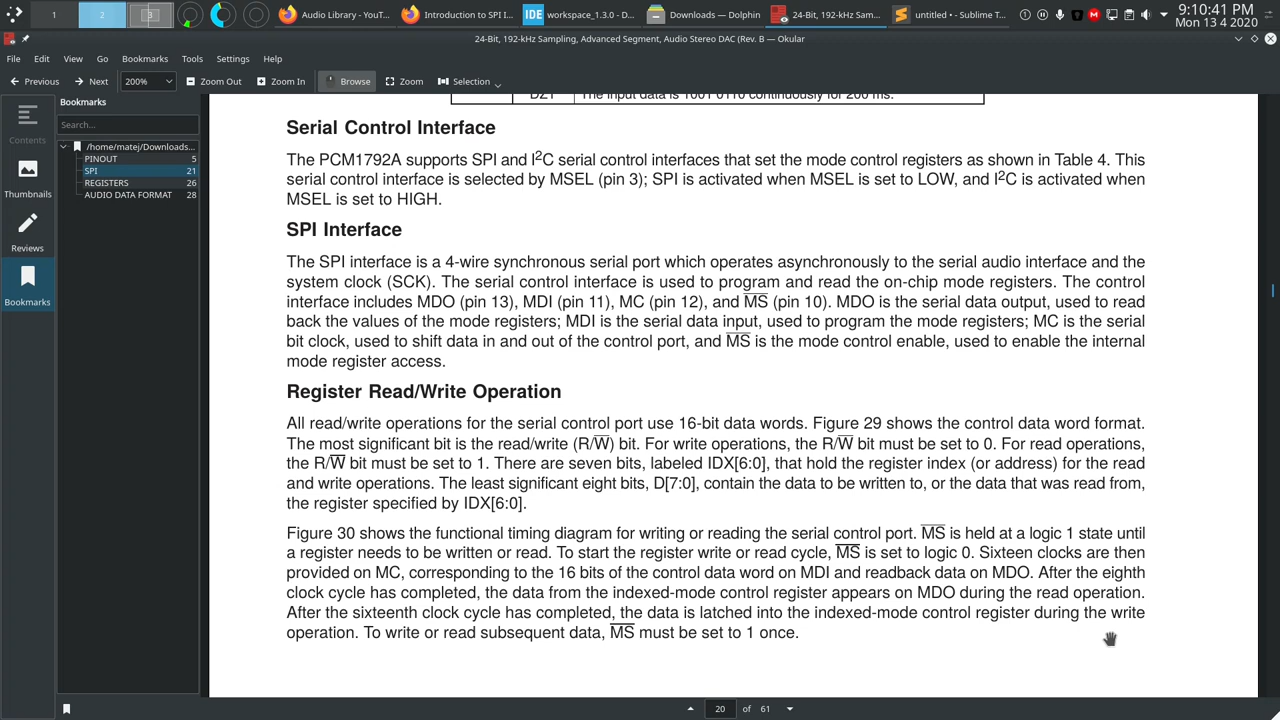 1 2 3 Audio Library - YouT... Introduction to SPI I... IDE workspace_1.3.0 - D... Downloads — Dolphin 24-Bit, 192-kHz Sam... untitled • - Sublime T... 9:10:41 PM
Mon 13 4 2020
24-Bit, 192-kHz Sampling, Advanced Segment, Audio Stereo DAC (Rev. B — Okular
File Edit View Go Bookmarks Tools Settings Help
Previous Next 200% Zoom Out Zoom In Browse Zoom Selection
Contents
Thumbnails
Reviews
Bookmarks
Bookmarks
Search...
/home/matej/Downloads...
PINOUT 5
SPI 21
REGISTERS 26
AUDIO DATA FORMAT 28
DZ1 The input data is 1001 0110 continuously for 200 ms.
Serial Control Interface
The PCM1792A supports SPI and I2C serial control interfaces that set the mode control registers as shown in Table 4. This
serial control interface is selected by MSEL (pin 3); SPI is activated when MSEL is set to LOW, and I2C is activated when
MSEL is set to HIGH.
SPI Interface
The SPI interface is a 4-wire synchronous serial port which operates asynchronously to the serial audio interface and the
system clock (SCK). The serial control interface is used to program and read the on-chip mode registers. The control
interface includes MDO (pin 13), MDI (pin 11), MC (pin 12), and MS (pin 10). MDO is the serial data output, used to read
back the values of the mode registers; MDI is the serial data input, used to program the mode registers; MC is the serial
bit clock, used to shift data in and out of the control port, and MS is the mode control enable, used to enable the internal
mode register access.
Register Read/Write Operation
All read/write operations for the serial control port use 16-bit data words. Figure 29 shows the control data word format.
The most significant bit is the read/write (R/W) bit. For write operations, the R/W bit must be set to 0. For read operations,
the R/W bit must be set to 1. There are seven bits, labeled IDX[6:0], that hold the register index (or address) for the read
and write operations. The least significant eight bits, D[7:0], contain the data to be written to, or the data that was read from,
the register specified by IDX[6:0].
Figure 30 shows the functional timing diagram for writing or reading the serial control port. MS is held at a logic 1 state until
a register needs to be written or read. To start the register write or read cycle, MS is set to logic 0. Sixteen clocks are then
provided on MC, corresponding to the 16 bits of the control data word on MDI and readback data on MDO. After the eighth
clock cycle has completed, the data from the indexed-mode control register appears on MDO during the read operation.
After the sixteenth clock cycle has completed, the data is latched into the indexed-mode control register during the write
operation. To write or read subsequent data, MS must be set to 1 once.
20 of 61